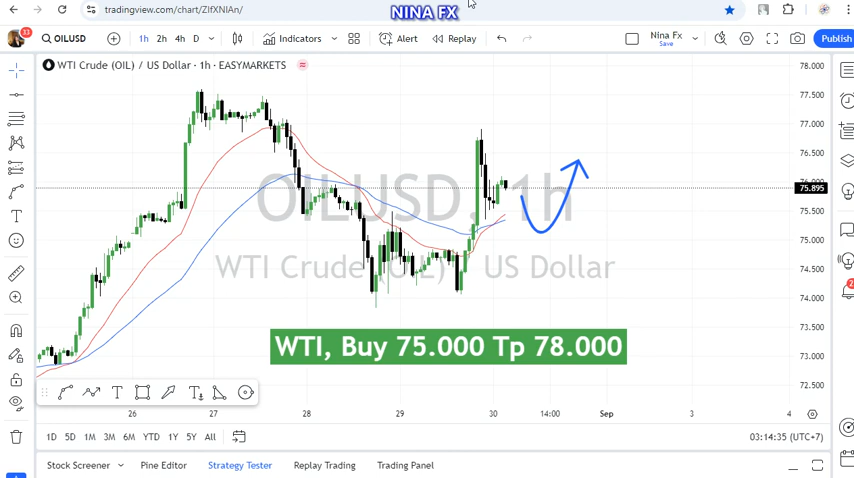 tradingview.com/chart/ZIfXNIAn/
NINA FX
33
OILUSD
1h 2h 4h D
Indicators
Alert
Replay
Nina Fx
Save
Publish
WTI Crude (OIL) / US Dollar · 1h · EASYMARKETS
78.000
77.500
77.000
76.500
76.000
75.895
75.500
75.000
74.500
74.000
73.500
73.000
72.500
OILUSD, 1h
WTI Crude (OIL) / US Dollar
WTI, Buy 75.000 Tp 78.000
26 27 28 29 30 14:00 Sep 3 4
1D 5D 1M 3M 6M YTD 1Y 5Y All
03:14:35 (UTC+7)
Stock Screener Pine Editor Strategy Tester Replay Trading Trading Panel